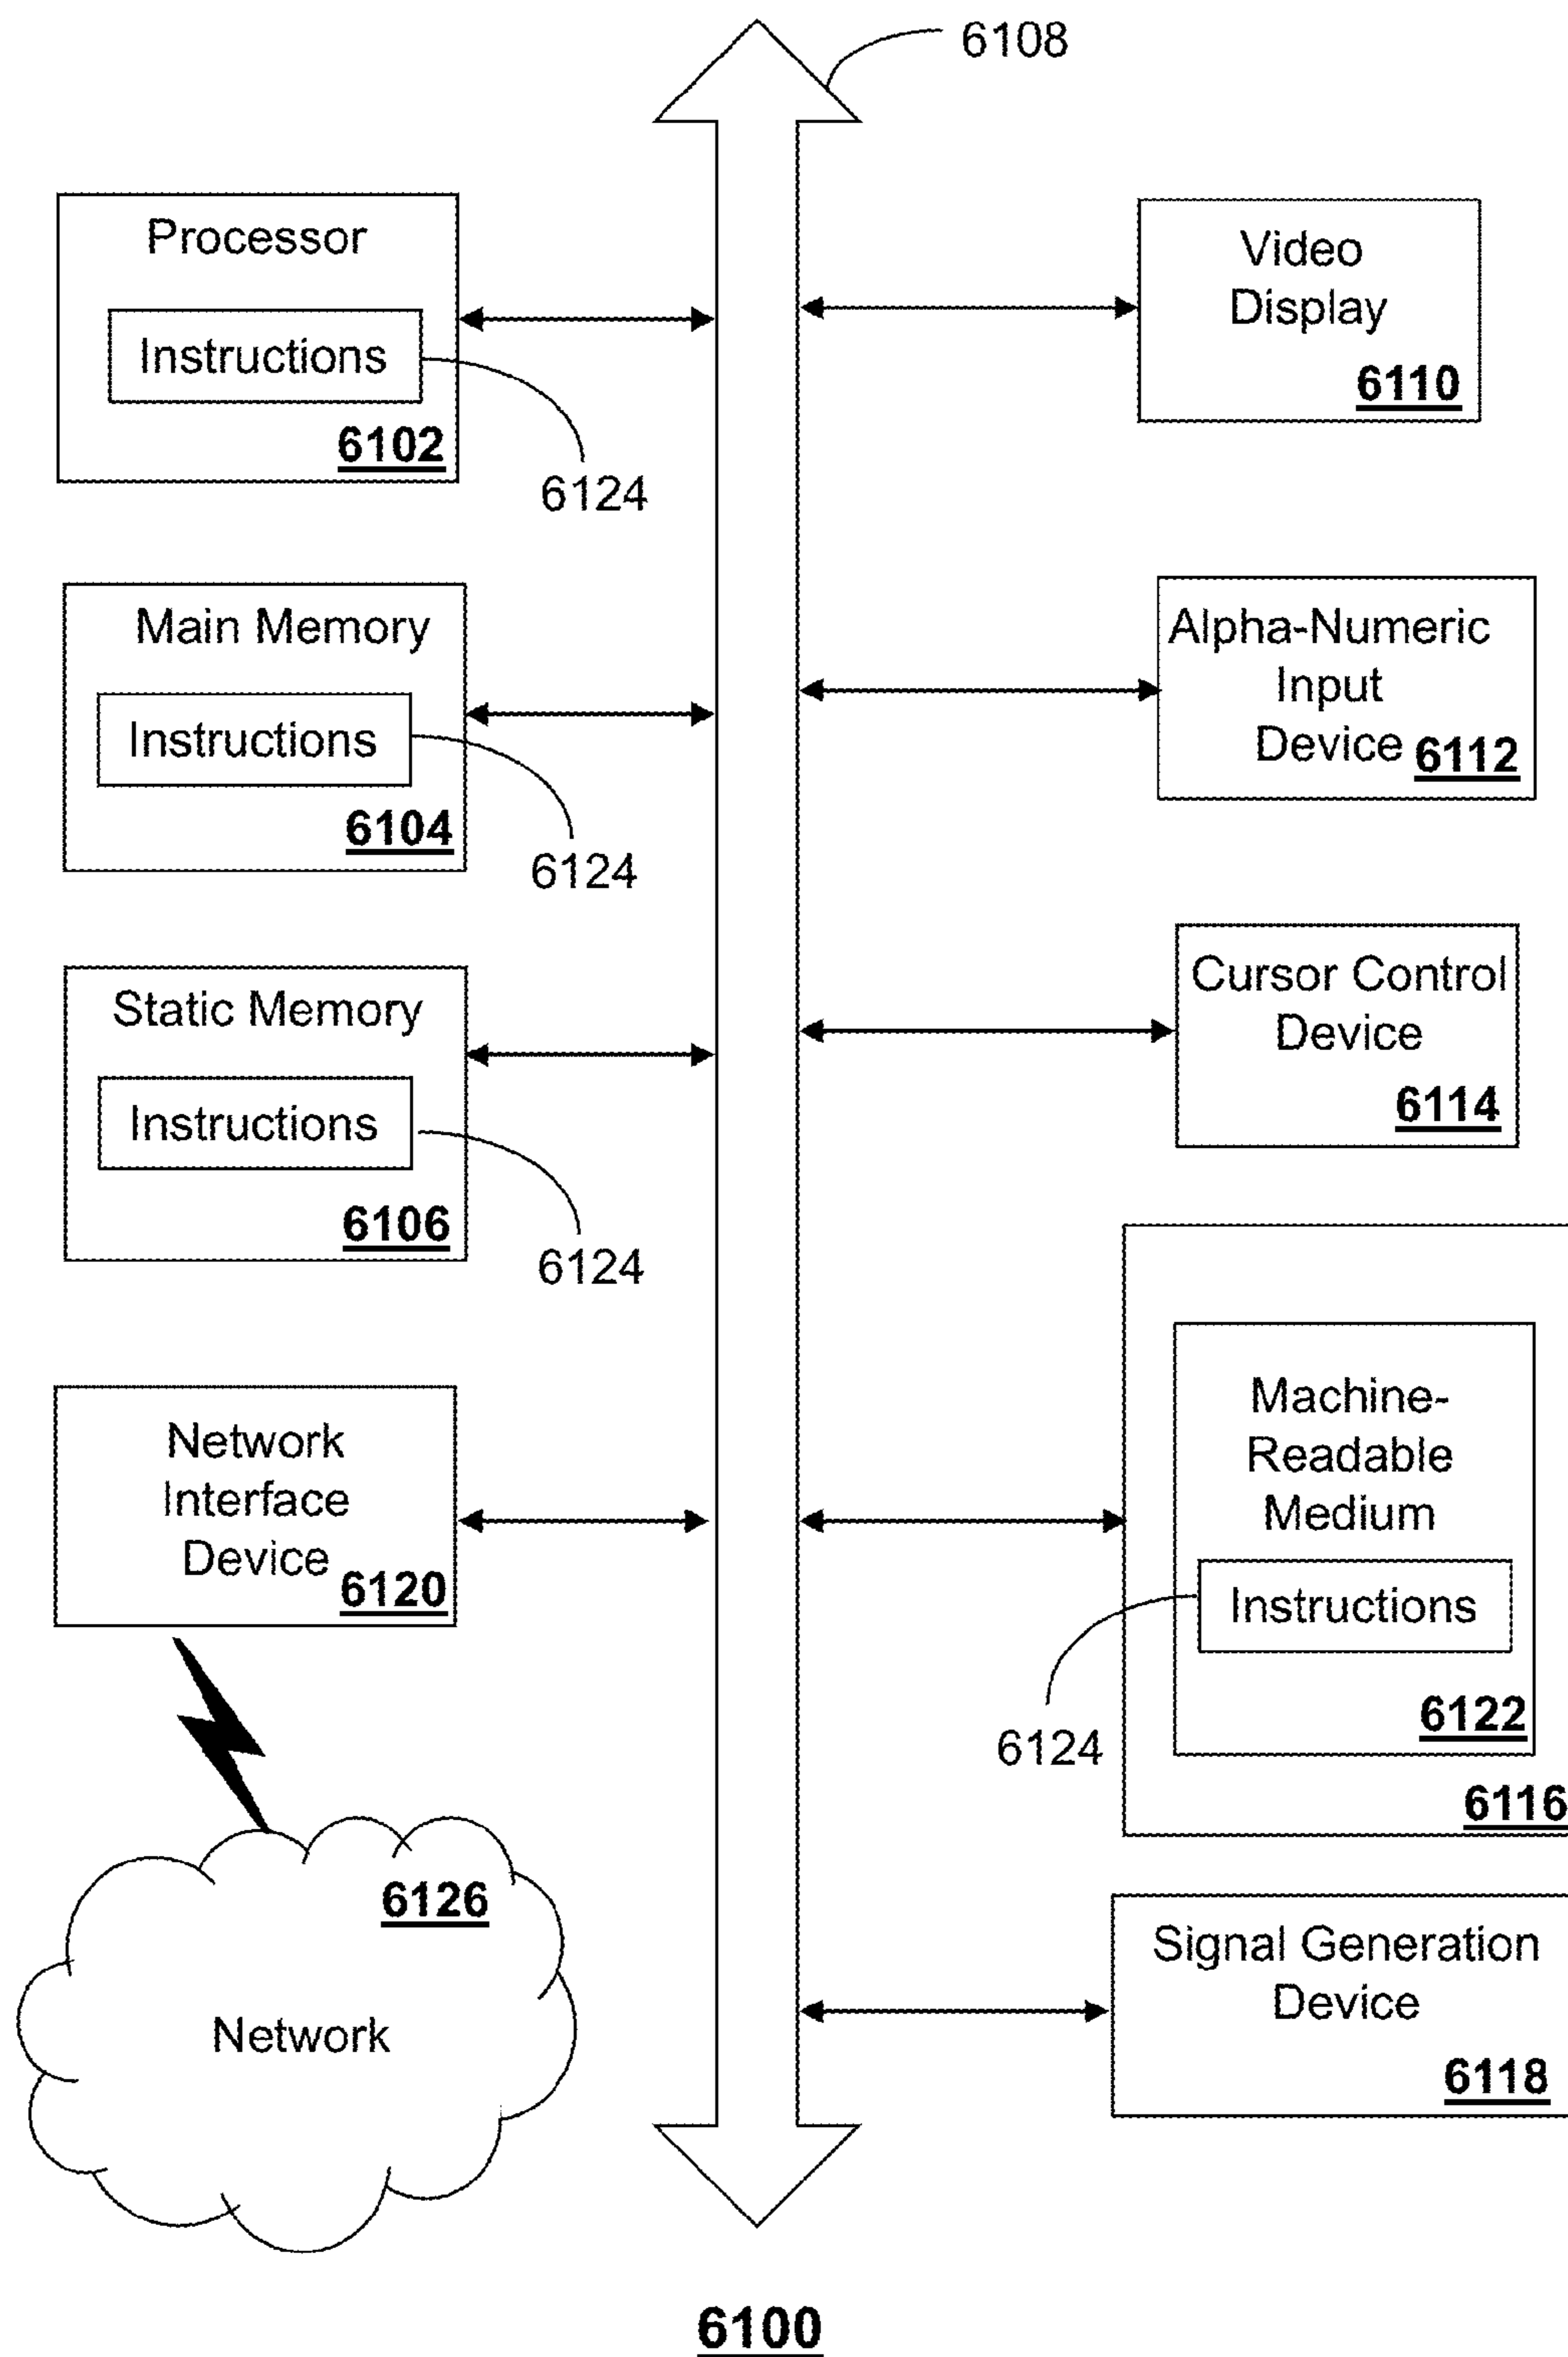 6108
Processor
Instructions
6102
6124
Video
Display
6110
Main Memory
Instructions
6104
6124
Alpha-Numeric
Input
Device 6112
Static Memory
Instructions
6106
6124
Cursor Control
Device
6114
Network
Interface
Device 6120
Machine-
Readable
Medium
Instructions
6122
6124
6116
6126
Network
Signal Generation
Device
6118
6100